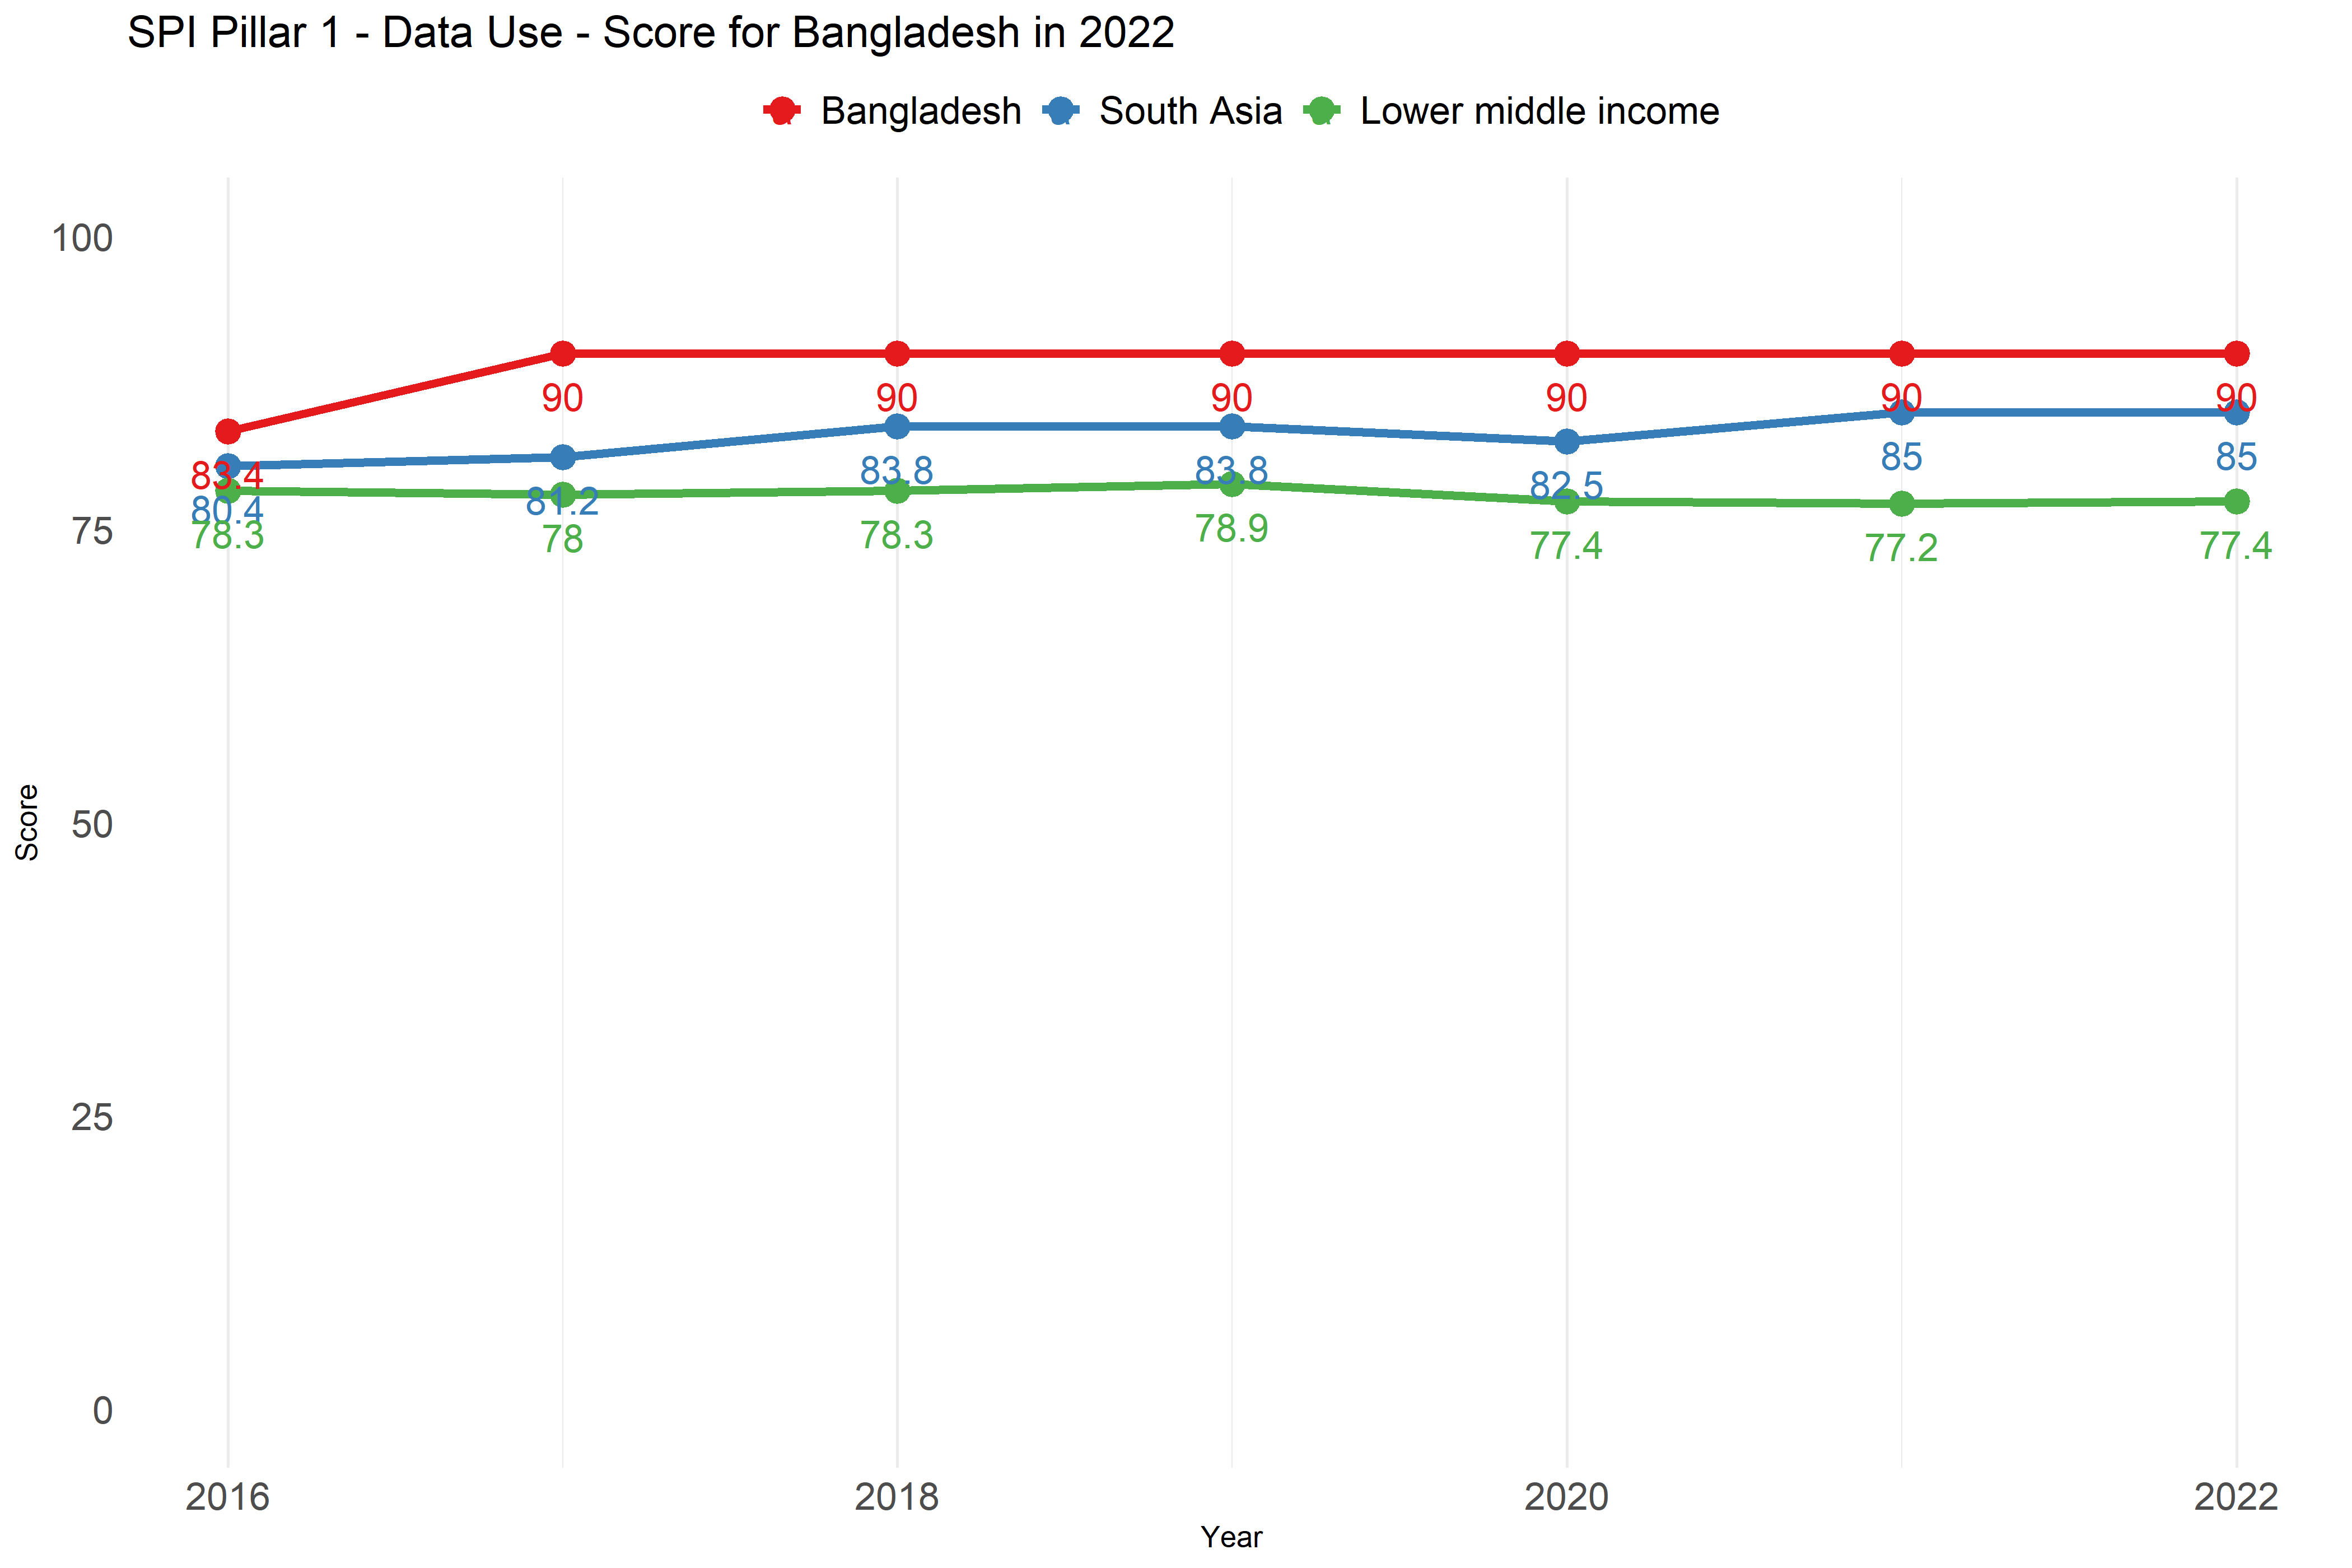 SPI Pillar 1 - Data Use - Score for Bangladesh in 2022
Bangladesh South Asia Lower middle income
100
75
50
25
0
Score
90 90 90 90 90 90
83.4
80.4 81.2 83.8 83.8 82.5 85 85
78.3 78 78.3 78.9 77.4 77.2 77.4
2016 2018 2020 2022
Year